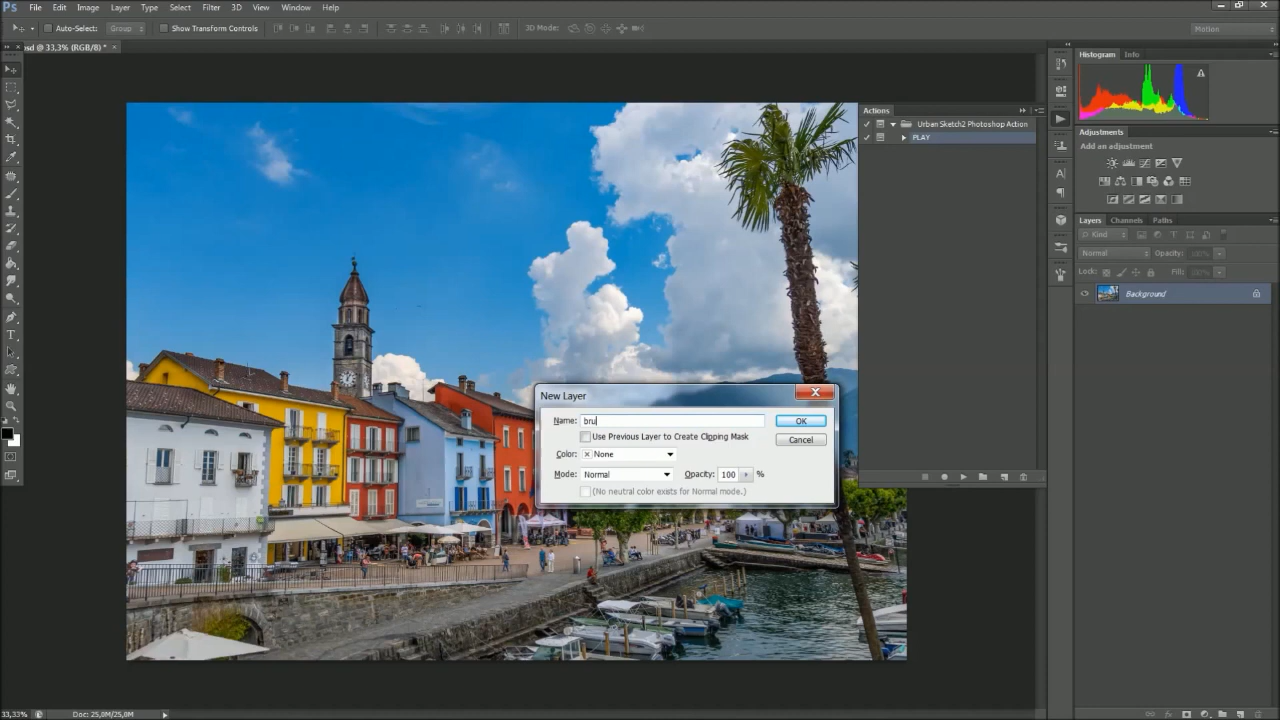 Ps File Edit Image Layer Type Select Filter 3D View Window Help
Auto-Select: Group Show Transform Controls 3D Mode: Motion
sd @ 33,3% (RGB/8) * ×
Histogram Info
Actions
Urban Sketch2 Photoshop Action
PLAY
Adjustments
Add an adjustment
Layers Channels Paths
Kind
Normal Opacity: 100%
Lock: Fill: 100%
Background
New Layer
Name: bru
OK
Use Previous Layer to Create Clipping Mask
Cancel
Color: None
Mode: Normal Opacity: 100 %
(No neutral color exists for Normal mode.)
33,33% Doc: 25,0M/25,0M